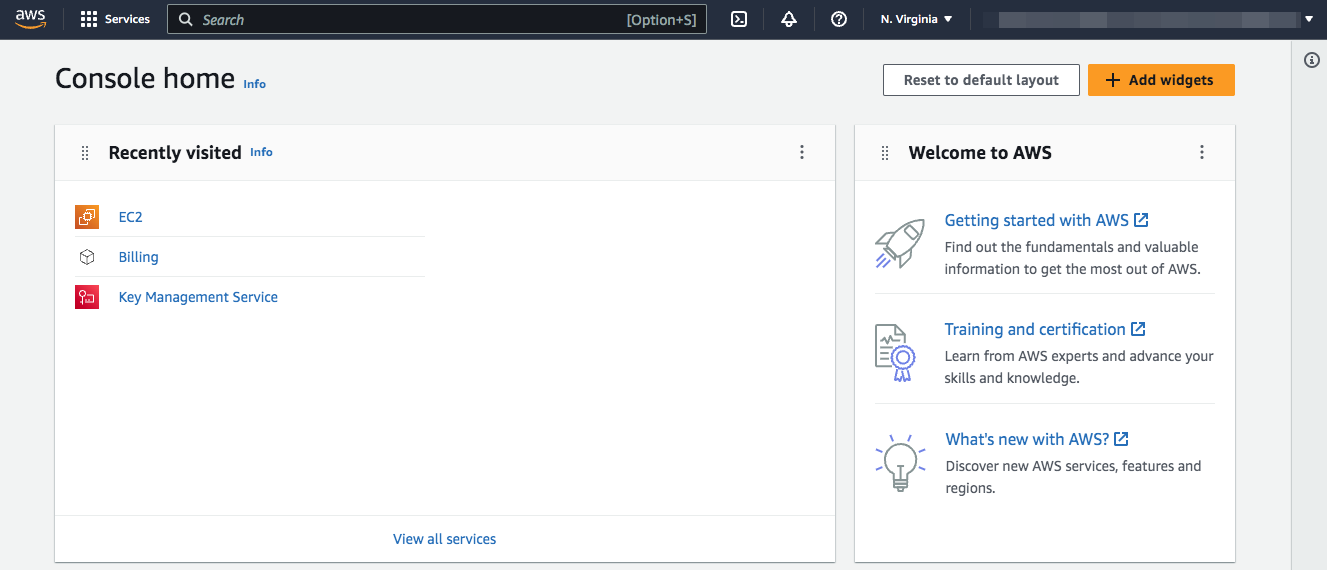 aws
Services
Search
[Option+S]
N. Virginia
Console home Info
Reset to default layout
Add widgets
Recently visited Info
EC2
Billing
Key Management Service
View all services
Welcome to AWS
Getting started with AWS
Find out the fundamentals and valuable
information to get the most out of AWS.
Training and certification
Learn from AWS experts and advance your
skills and knowledge.
What's new with AWS?
Discover new AWS services, features and
regions.